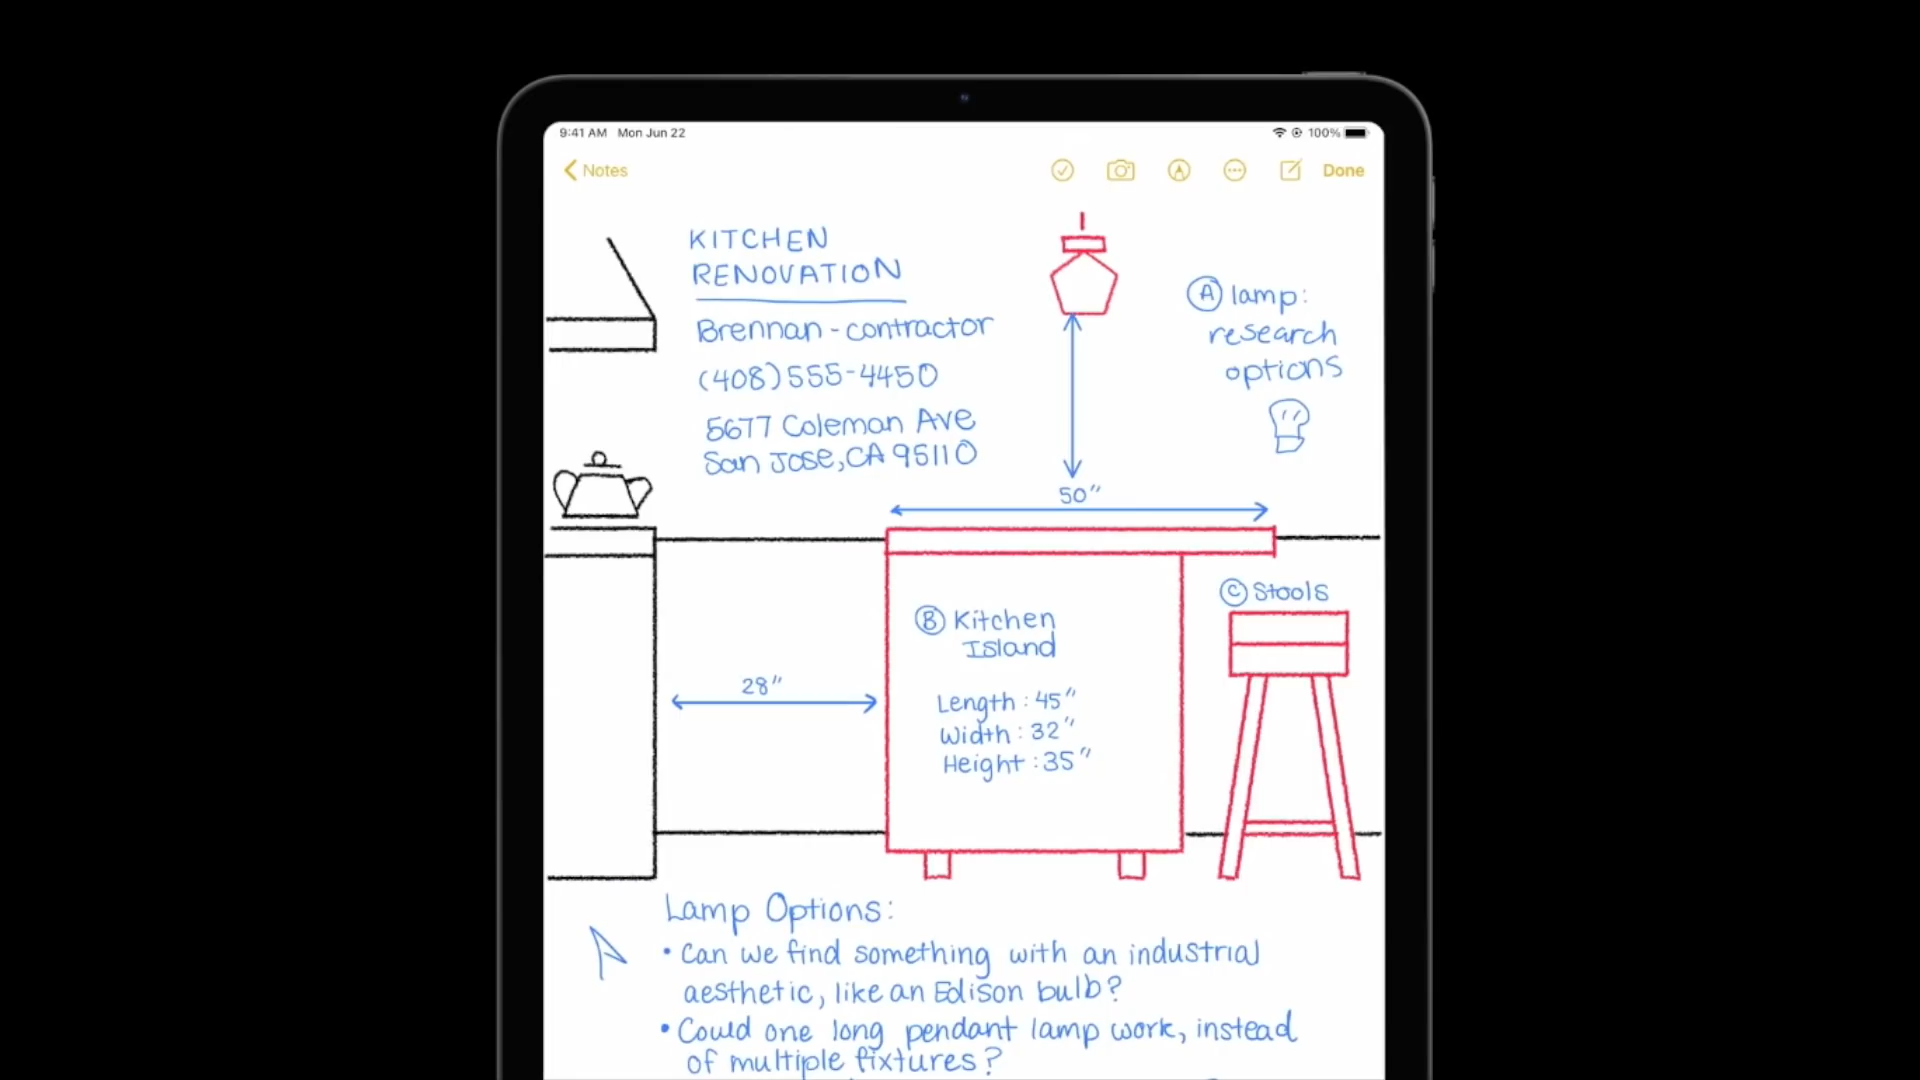 9:41 AM Mon Jun 22
100%
Notes
Done
KITCHEN
RENOVATION
Brennan - contractor
(408) 555-4450
5677 Coleman Ave
San Jose, CA 95110
A lamp:
research
options
50"
C Stools
B Kitchen
Island
28"
Length : 45"
Width : 32"
Height : 35"
Lamp Options:
• Can we find something with an industrial
aesthetic, like an Edison bulb?
• Could one long pendant lamp work, instead
of multiple fixtures?